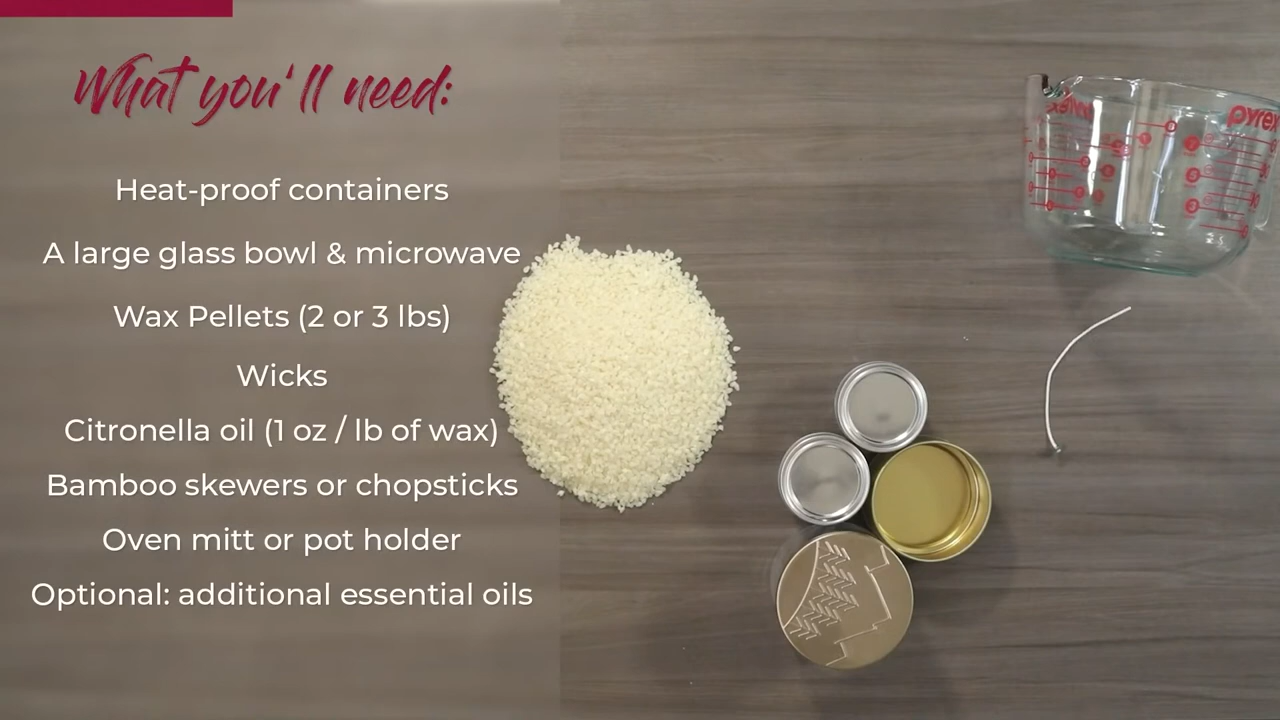 What you'll need:
Heat-proof containers
A large glass bowl & microwave
Wax Pellets (2 or 3 lbs)
Wicks
Citronella oil (1 oz / lb of wax)
Bamboo skewers or chopsticks
Oven mitt or pot holder
Optional: additional essential oils
pyrex